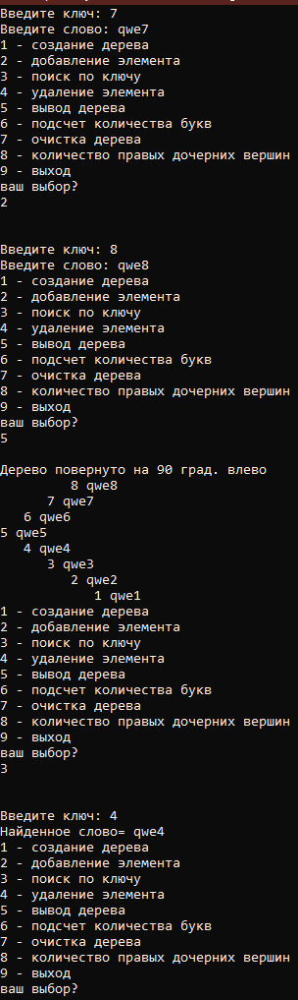 Введите ключ: 7
Введите слово: qwe7
1 - создание дерева
2 - добавление элемента
3 - поиск по ключу
4 - удаление элемента
5 - вывод дерева
6 - подсчет количества букв
7 - очистка дерева
8 - количество правых дочерних вершин
9 - выход
ваш выбор?
2
Введите ключ: 8
Введите слово: qwe8
1 - создание дерева
2 - добавление элемента
3 - поиск по ключу
4 - удаление элемента
5 - вывод дерева
6 - подсчет количества букв
7 - очистка дерева
8 - количество правых дочерних вершин
9 - выход
ваш выбор?
5
Дерево повернуто на 90 град. влево
8 qwe8
7 qwe7
6 qwe6
5 qwe5
4 qwe4
3 qwe3
2 qwe2
1 qwe1
1 - создание дерева
2 - добавление элемента
3 - поиск по ключу
4 - удаление элемента
5 - вывод дерева
6 - подсчет количества букв
7 - очистка дерева
8 - количество правых дочерних вершин
9 - выход
ваш выбор?
3
Введите ключ: 4
Найденное слово= qwe4
1 - создание дерева
2 - добавление элемента
3 - поиск по ключу
4 - удаление элемента
5 - вывод дерева
6 - подсчет количества букв
7 - очистка дерева
8 - количество правых дочерних вершин
9 - выход
ваш выбор?